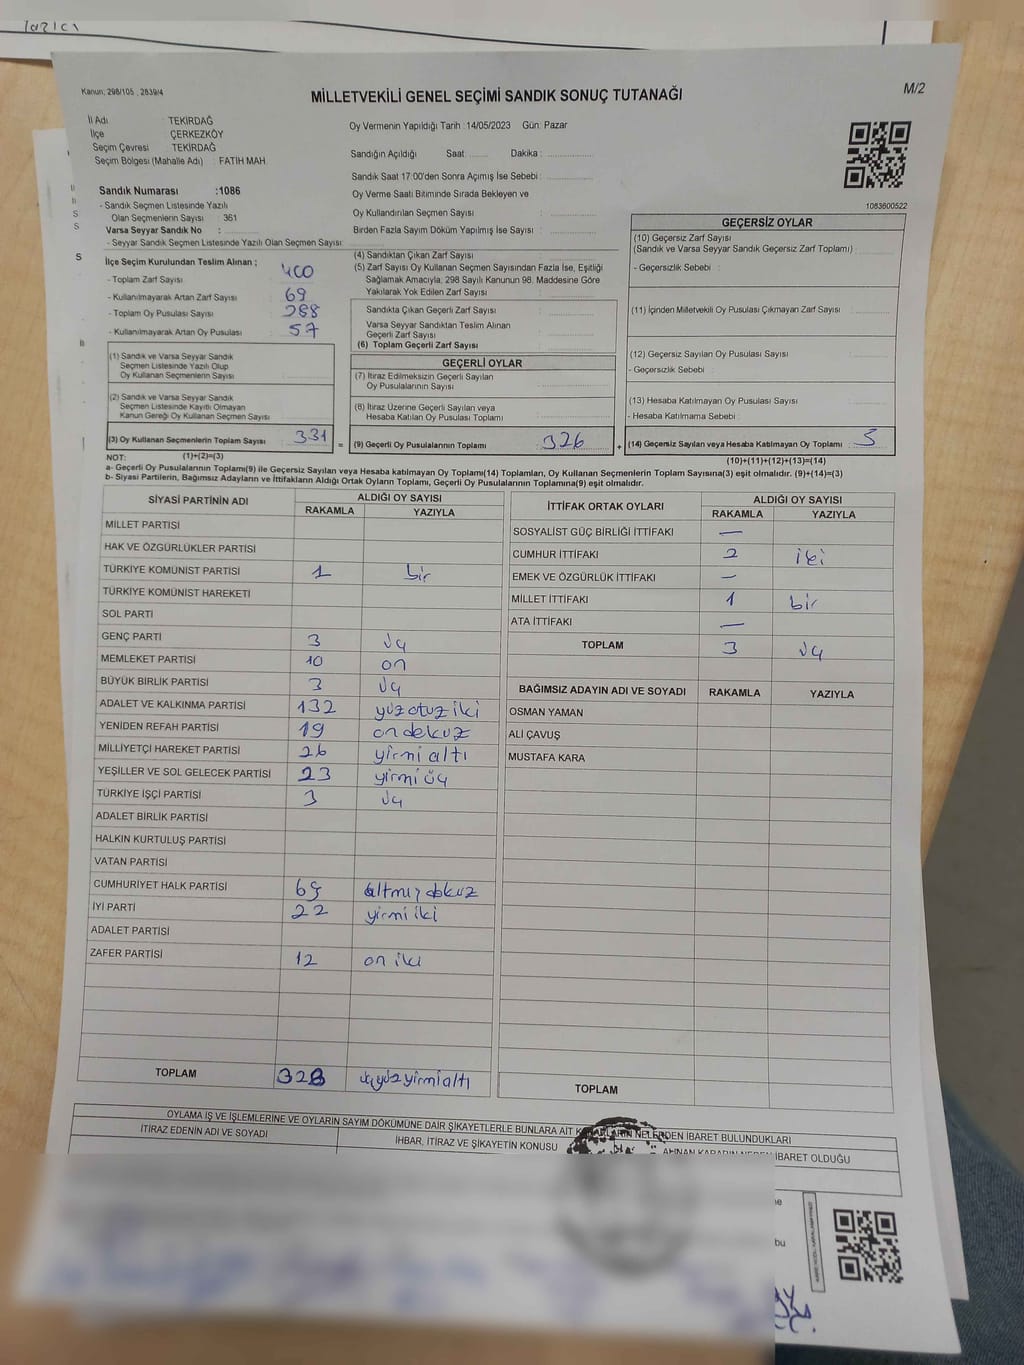 Kanun; 298/105 , 2839/4
M/2
MİLLETVEKİLİ GENEL SEÇİMİ SANDIK SONUÇ TUTANAĞI
İl Adı : TEKİRDAĞ
İlçe ÇERKEZKÖY
Seçim Çevresi TEKİRDAĞ
Seçim Bölgesi (Mahalle Adı) : FATİH MAH.
Oy Vermenin Yapıldığı Tarih :14/05/2023 Gün: Pazar
Sandığın Açıldığı Saat: ........ Dakika : ..............
Sandık Saat 17:00'den Sonra Açımış İse Sebebi : ..............
Oy Verme Saati Bitiminde Sırada Bekleyen ve
Oy Kullandırılan Seçmen Sayısı : ..............
Birden Fazla Sayım Döküm Yapılmış İse Sayısı : ..............
1083600522
Sandık Numarası :1086
- Sandık Seçmen Listesinde Yazılı
Olan Seçmenlerin Sayısı : 361
Varsa Seyyar Sandık No :
- Seyyar Sandık Seçmen Listesinde Yazılı Olan Seçmen Sayısı:
İlçe Seçim Kurulundan Teslim Alınan ;
- Toplam Zarf Sayısı : 400
- Kullanılmayarak Artan Zarf Sayısı : 69
- Toplam Oy Pusulası Sayısı : 388
- Kullanılmayarak Artan Oy Pusulası : 57
(4) Sandıktan Çıkan Zarf Sayısı
(5) Zarf Sayısı Oy Kullanan Seçmen Sayısından Fazla İse, Eşitliği
Sağlamak Amacıyla; 298 Sayılı Kanunun 98. Maddesine Göre
Yakılarak Yok Edilen Zarf Sayısı
Sandıkta Çıkan Geçerli Zarf Sayısı
Varsa Seyyar Sandıktan Teslim Alınan
Geçerli Zarf Sayısı
(6) Toplam Geçerli Zarf Sayısı
GEÇERSİZ OYLAR
(10) Geçersiz Zarf Sayısı
(Sandık ve Varsa Seyyar Sandık Geçersiz Zarf Toplamı) :
- Geçersizlik Sebebi :
(11) İçinden Milletvekili Oy Pusulası Çıkmayan Zarf Sayısı
(12) Geçersiz Sayılan Oy Pusulası Sayısı
- Geçersizlik Sebebi :
(13) Hesaba Katılmayan Oy Pusulası Sayısı
- Hesaba Katılmama Sebebi :
(1) Sandık ve Varsa Seyyar Sandık
Seçmen Listesinde Yazılı Olup
Oy Kullanan Seçmenlerin Sayısı
(2) Sandık ve Varsa Seyyar Sandık
Seçmen Listesinde Kayıtlı Olmayan
Kanun Gereği Oy Kullanan Seçmen Sayısı
GEÇERLİ OYLAR
(7) İtiraz Edilmeksizin Geçerli Sayılan
Oy Pusulalarının Sayısı
(8) İtiraz Üzerine Geçerli Sayılan veya
Hesaba Katılan Oy Pusulası Toplamı
(3) Oy Kullanan Seçmenlerin Toplam Sayısı : 331 = (9) Geçerli Oy Pusulalarının Toplamı : 326 + (14) Geçersiz Sayılan veya Hesaba Katılmayan Oy Toplamı : 5
NOT: (1)+(2)=(3) (10)+(11)+(12)+(13)=(14)
a- Geçerli Oy Pusulalarının Toplamı(9) ile Geçersiz Sayılan veya Hesaba katılmayan Oy Toplamı(14) Toplamları, Oy Kullanan Seçmenlerin Toplam Sayısına(3) eşit olmalıdır. (9)+(14)=(3)
b- Siyasi Partilerin, Bağımsız Adayların ve İttifakların Aldığı Ortak Oyların Toplamı, Geçerli Oy Pusulalarının Toplamına(9) eşit olmalıdır.
SİYASİ PARTİNİN ADI ALDIĞI OY SAYISI
RAKAMLA YAZIYLA
MİLLET PARTİSİ
HAK VE ÖZGÜRLÜKLER PARTİSİ
TÜRKİYE KOMÜNİST PARTİSİ 1 bir
TÜRKİYE KOMÜNİST HAREKETİ
SOL PARTİ
GENÇ PARTİ 3 üç
MEMLEKET PARTİSİ 10 on
BÜYÜK BİRLİK PARTİSİ 3 üç
ADALET VE KALKINMA PARTİSİ 132 yüzotuziki
YENİDEN REFAH PARTİSİ 19 ondokuz
MİLLİYETÇİ HAREKET PARTİSİ 26 yirmialtı
YEŞİLLER VE SOL GELECEK PARTİSİ 23 yirmiüç
TÜRKİYE İŞÇİ PARTİSİ 3 üç
ADALET BİRLİK PARTİSİ
HALKIN KURTULUŞ PARTİSİ
VATAN PARTİSİ
CUMHURİYET HALK PARTİSİ 69 altmışdokuz
İYİ PARTİ 22 yirmiiki
ADALET PARTİSİ
ZAFER PARTİSİ 12 oniki
TOPLAM 326 üçyüzyirmialtı
İTTİFAK ORTAK OYLARI ALDIĞI OY SAYISI
RAKAMLA YAZIYLA
SOSYALİST GÜÇ BİRLİĞİ İTTİFAKI —
CUMHUR İTTİFAKI 2 iki
EMEK VE ÖZGÜRLÜK İTTİFAKI —
MİLLET İTTİFAKI 1 bir
ATA İTTİFAKI —
TOPLAM 3 üç
BAĞIMSIZ ADAYIN ADI VE SOYADI RAKAMLA YAZIYLA
OSMAN YAMAN
ALİ ÇAVUŞ
MUSTAFA KARA
TOPLAM
OYLAMA İŞ VE İŞLEMLERİNE VE OYLARIN SAYIM DÖKÜMÜNE DAİR ŞİKAYETLERLE BUNLARA AİT KARARLARIN NELERDEN İBARET BULUNDUKLARI
İTİRAZ EDENİN ADI VE SOYADI
İHBAR, İTİRAZ VE ŞİKAYETİN KONUSU
ALINAN KARARIN NEDEN İBARET OLDUĞU